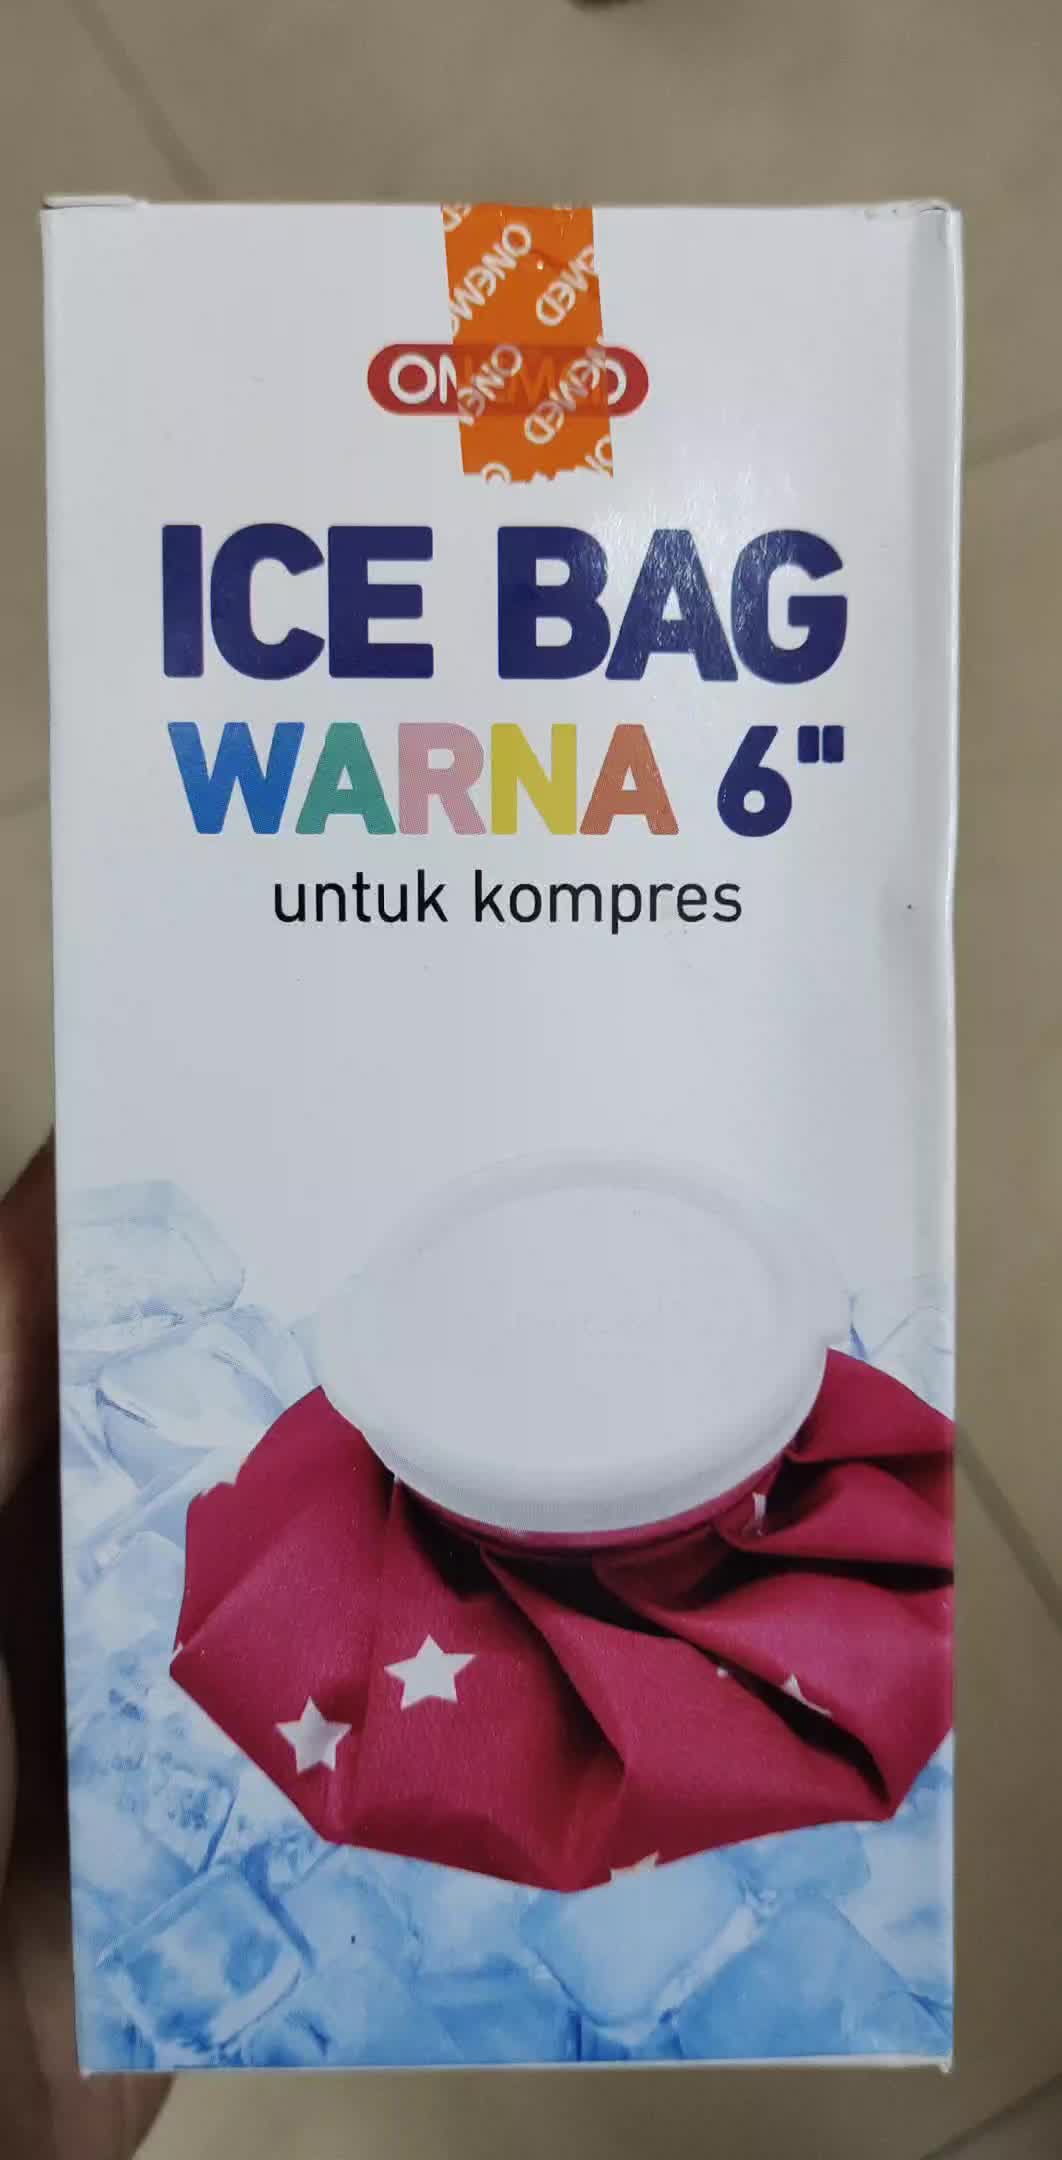 ONEMED
ICE BAG
WARNA 6"
untuk kompres